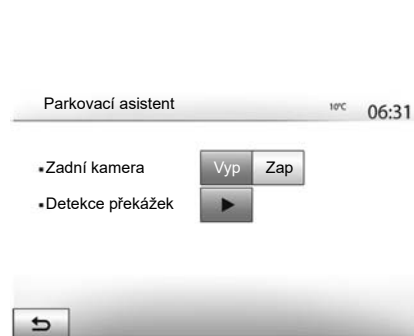 Parkovací asistent 10°C 06:31
▪Zadní kamera Vyp Zap
▪Detekce překážek